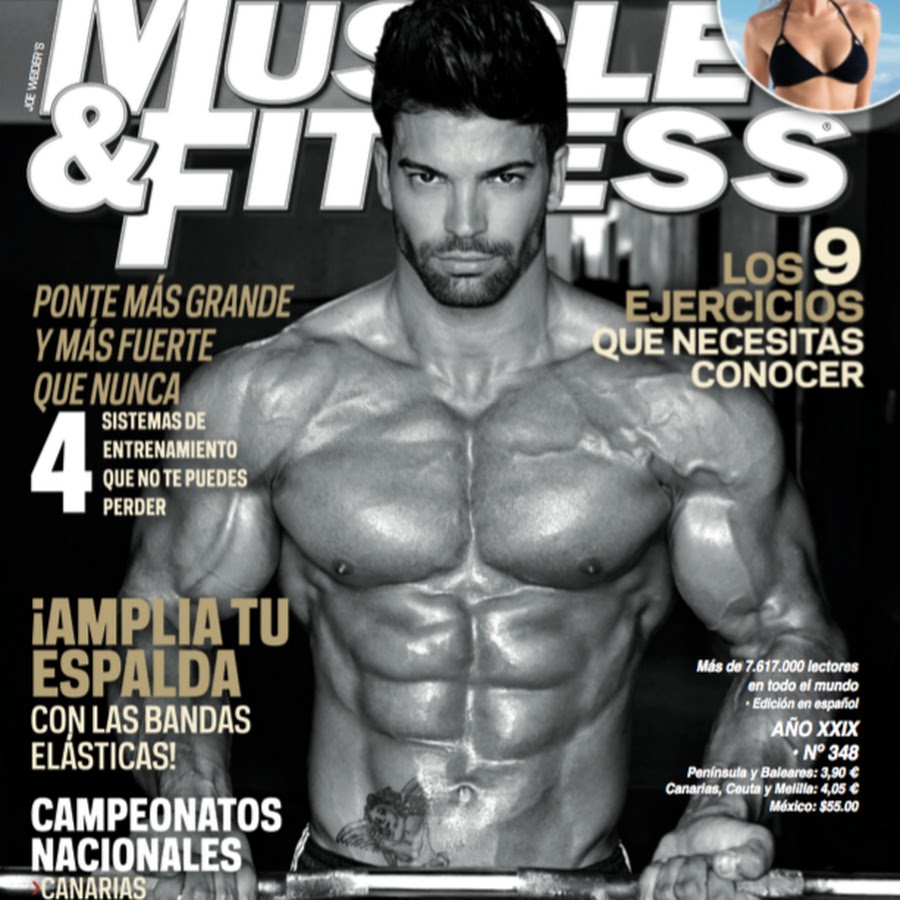 JOE WEIDER'S
MUSCLE
& FITNESS®
PONTE MÁS GRANDE
Y MÁS FUERTE
QUE NUNCA
4 SISTEMAS DE
ENTRENAMIENTO
QUE NO TE PUEDES
PERDER
LOS 9
EJERCICIOS
QUE NECESITAS
CONOCER
¡AMPLIA TU
ESPALDA
CON LAS BANDAS
ELÁSTICAS!
CAMPEONATOS
NACIONALES
›CANARIAS
Más de 7.617.000 lectores
en todo el mundo
• Edición en español
AÑO XXIX
• Nº 348
Península y Baleares: 3,90 €
Canarias, Ceuta y Melilla: 4,05 €
México: $55.00